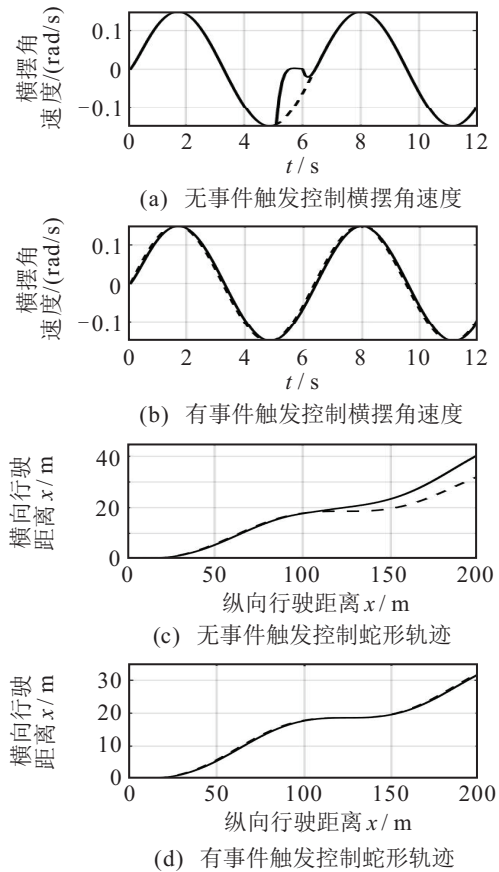 横摆角
速度/(rad/s)
0.1
0
−0.1
0 2 4 6 8 10 12
t / s
(a) 无事件触发控制横摆角速度
横摆角
速度/(rad/s)
0.1
0
−0.1
0 2 4 6 8 10 12
t / s
(b) 有事件触发控制横摆角速度
横向行驶
距离 x / m
40
20
0
0 50 100 150 200
纵向行驶距离 x / m
(c) 无事件触发控制蛇形轨迹
横向行驶
距离 x / m
30
20
10
0
0 50 100 150 200
纵向行驶距离 x / m
(d) 有事件触发控制蛇形轨迹